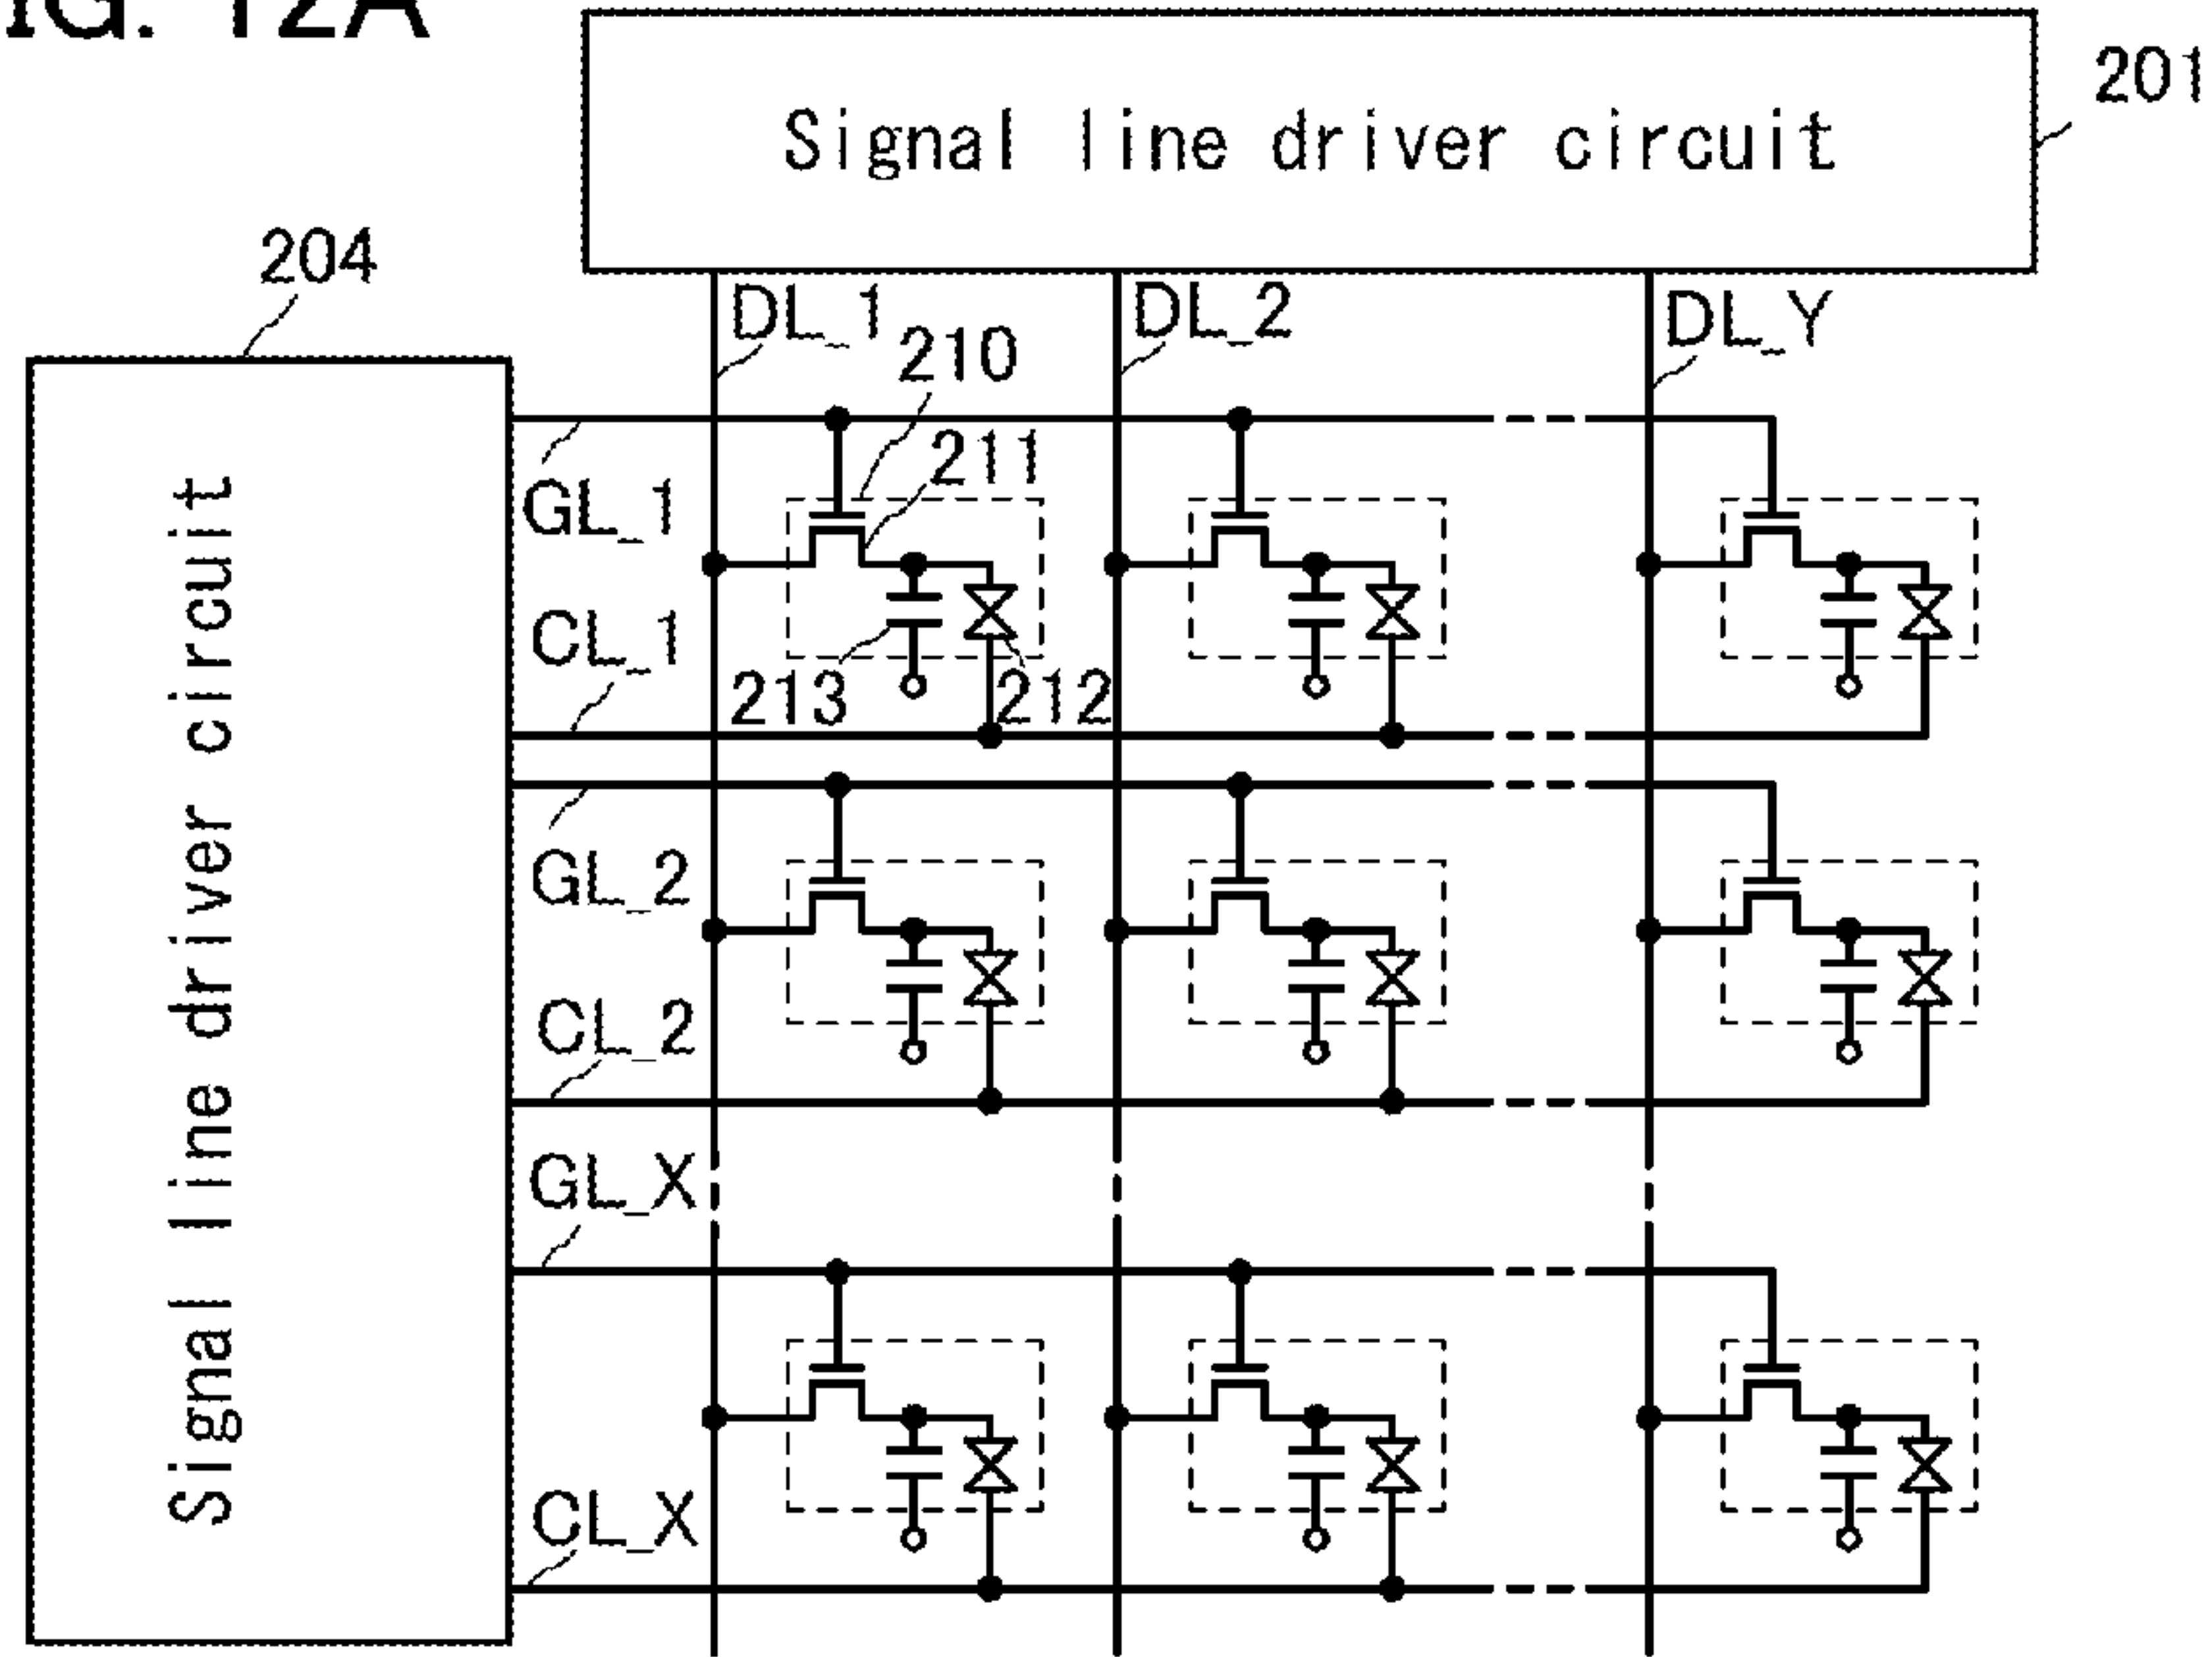 IG. 12A
Signal line driver circuit
201
204
DL_1
DL_2
DL_Y
210
211
GL_1
CL_1
213
212
Signal line driver circuit
GL_2
CL_2
GL_X
CL_X